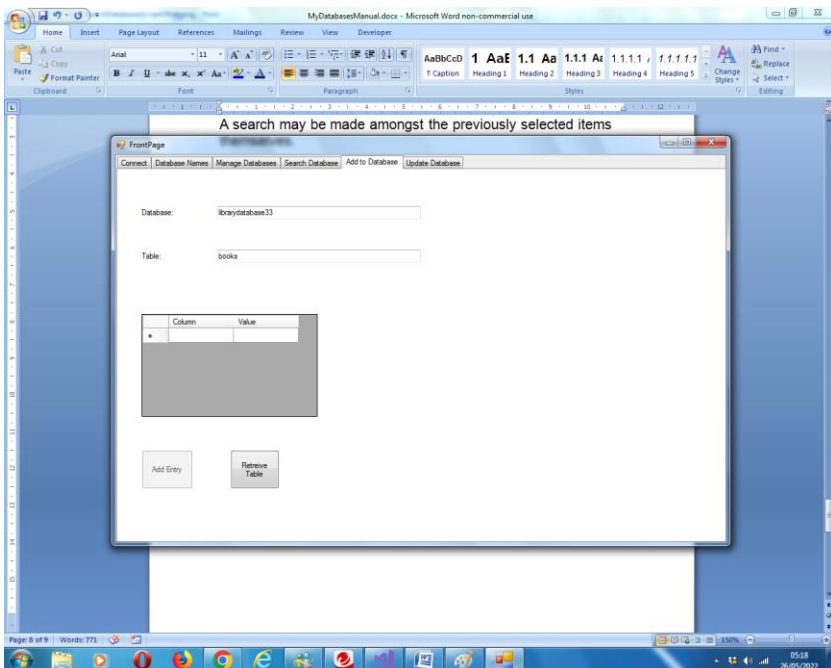 MyDatabasesManual.docx - Microsoft Word non-commercial use
Home Insert Page Layout References Mailings Review View Developer
Cut
Copy
Format Painter
Paste
Clipboard
Arial 11
Font
Paragraph
AaBbCcD 1 AaE 1.1 Aa 1.1.1 Aa 1.1.1.1 1.1.1.1.1
¶ Caption Heading 1 Heading 2 Heading 3 Heading 4 Heading 5
Change Styles
Styles
Find
Replace
Select
Editing
A search may be made amongst the previously selected items
themselves.
FrontPage
Connect Database Names Manage Databases Search Database Add to Database Update Database
Database: librarydatabase33
Table: books
Column Value
Add Entry
Retreive
Table
Page: 8 of 9 Words: 771 150%
05:18
26/05/2022